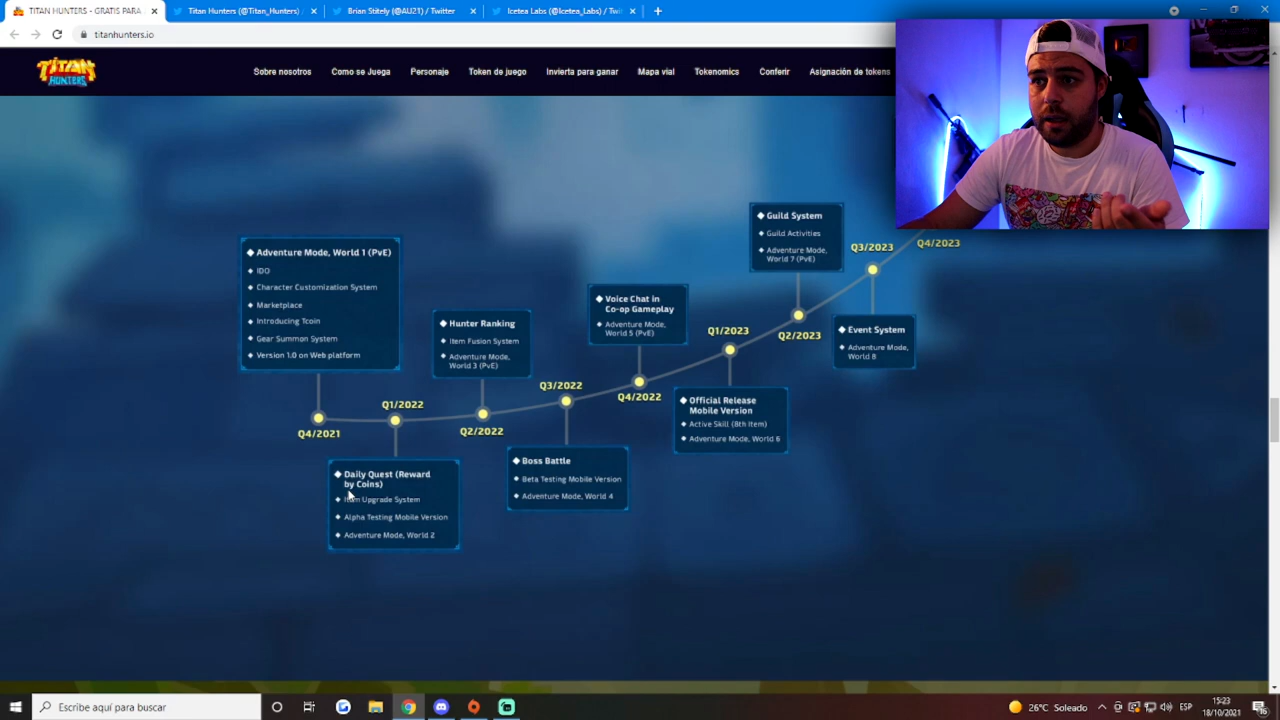 TITAN HUNTERS - GRATIS PARA
Titan Hunters (@Titan_Hunters) /
Brian Stitely (@AU21) / Twitter
Icetea Labs (@Icetea_Labs) / Twi
titanhunters.io
TITAN HUNTERS
Sobre nosotros
Como se Juega
Personaje
Token de juego
Invierta para ganar
Mapa vial
Tokenomics
Conferir
Asignación de tokens
Guild System
Guild Activities
Adventure Mode,
World 7 (PvE)
Q3/2023
Q4/2023
Adventure Mode, World 1 (PvE)
IDO
Character Customization System
Marketplace
Introducing Tcoin
Gear Summon System
Version 1.0 on Web platform
Voice Chat in
Co-op Gameplay
Adventure Mode,
World 5 (PvE)
Hunter Ranking
Item Fusion System
Adventure Mode,
World 3 (PvE)
Q1/2023
Q2/2023
Event System
Adventure Mode,
World 8
Q3/2022
Q4/2022
Q1/2022
Q4/2021
Q2/2022
Official Release
Mobile Version
Active Skill (8th Item)
Adventure Mode, World 6
Boss Battle
Beta Testing Mobile Version
Adventure Mode, World 4
Daily Quest (Reward
by Coins)
Item Upgrade System
Alpha Testing Mobile Version
Adventure Mode, World 2
Escribe aquí para buscar
26°C Soleado
ESP
15:23
18/10/2021